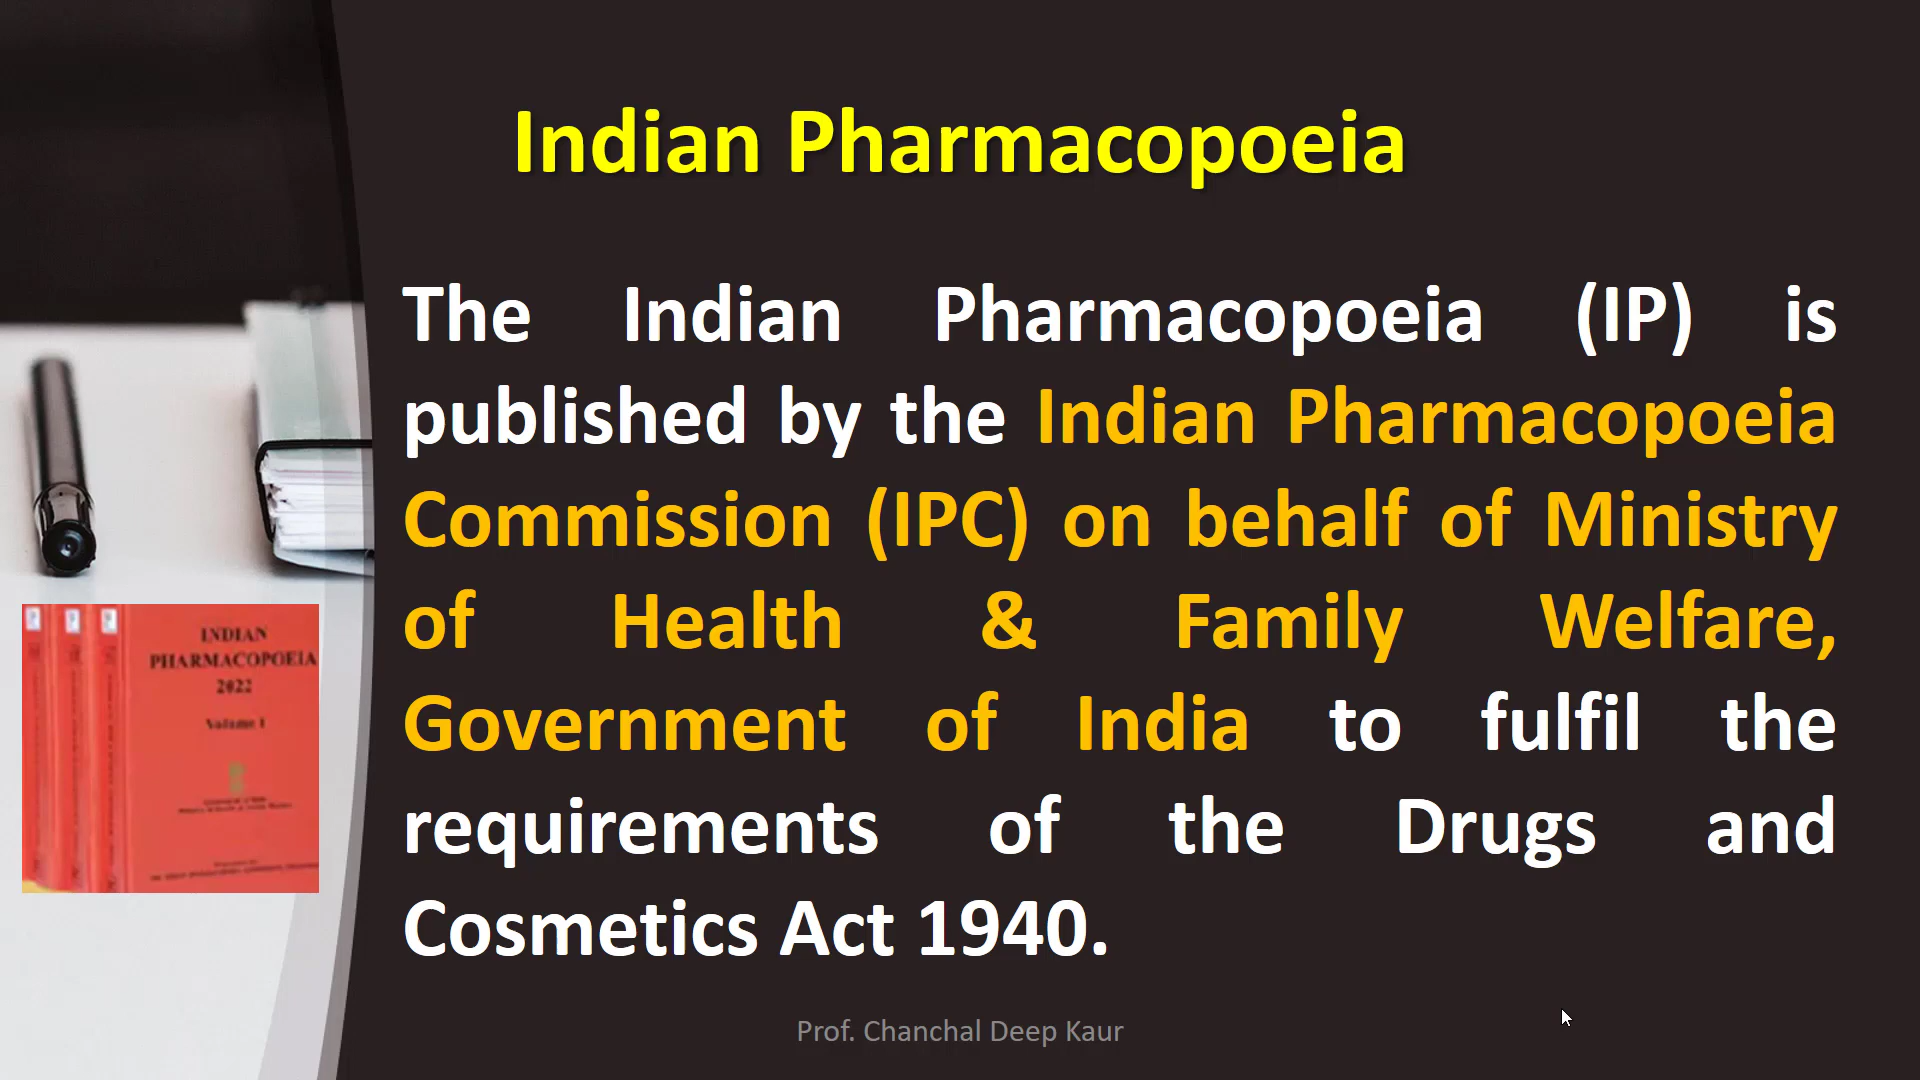 Indian Pharmacopoeia
The Indian Pharmacopoeia (IP) is
published by the Indian Pharmacopoeia
Commission (IPC) on behalf of Ministry
of Health & Family Welfare,
Government of India to fulfil the
requirements of the Drugs and
Cosmetics Act 1940.
INDIAN
PHARMACOPOEIA
2022
Volume I
Prof. Chanchal Deep Kaur